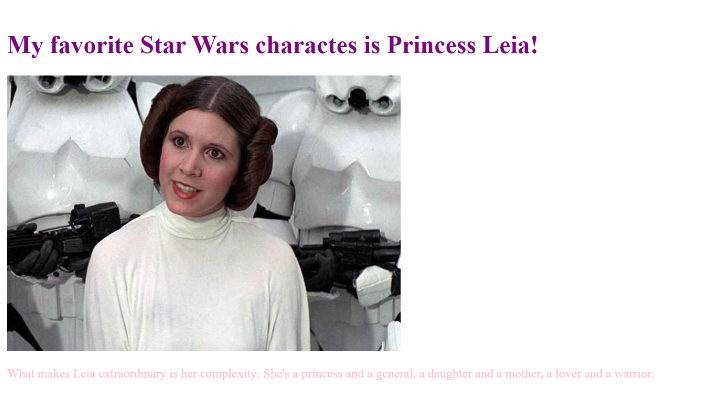 My favorite Star Wars charactes is Princess Leia!
What makes Leia extraordinary is her complexity: She's a princess and a general, a daughter and a mother, a lover and a warrior.